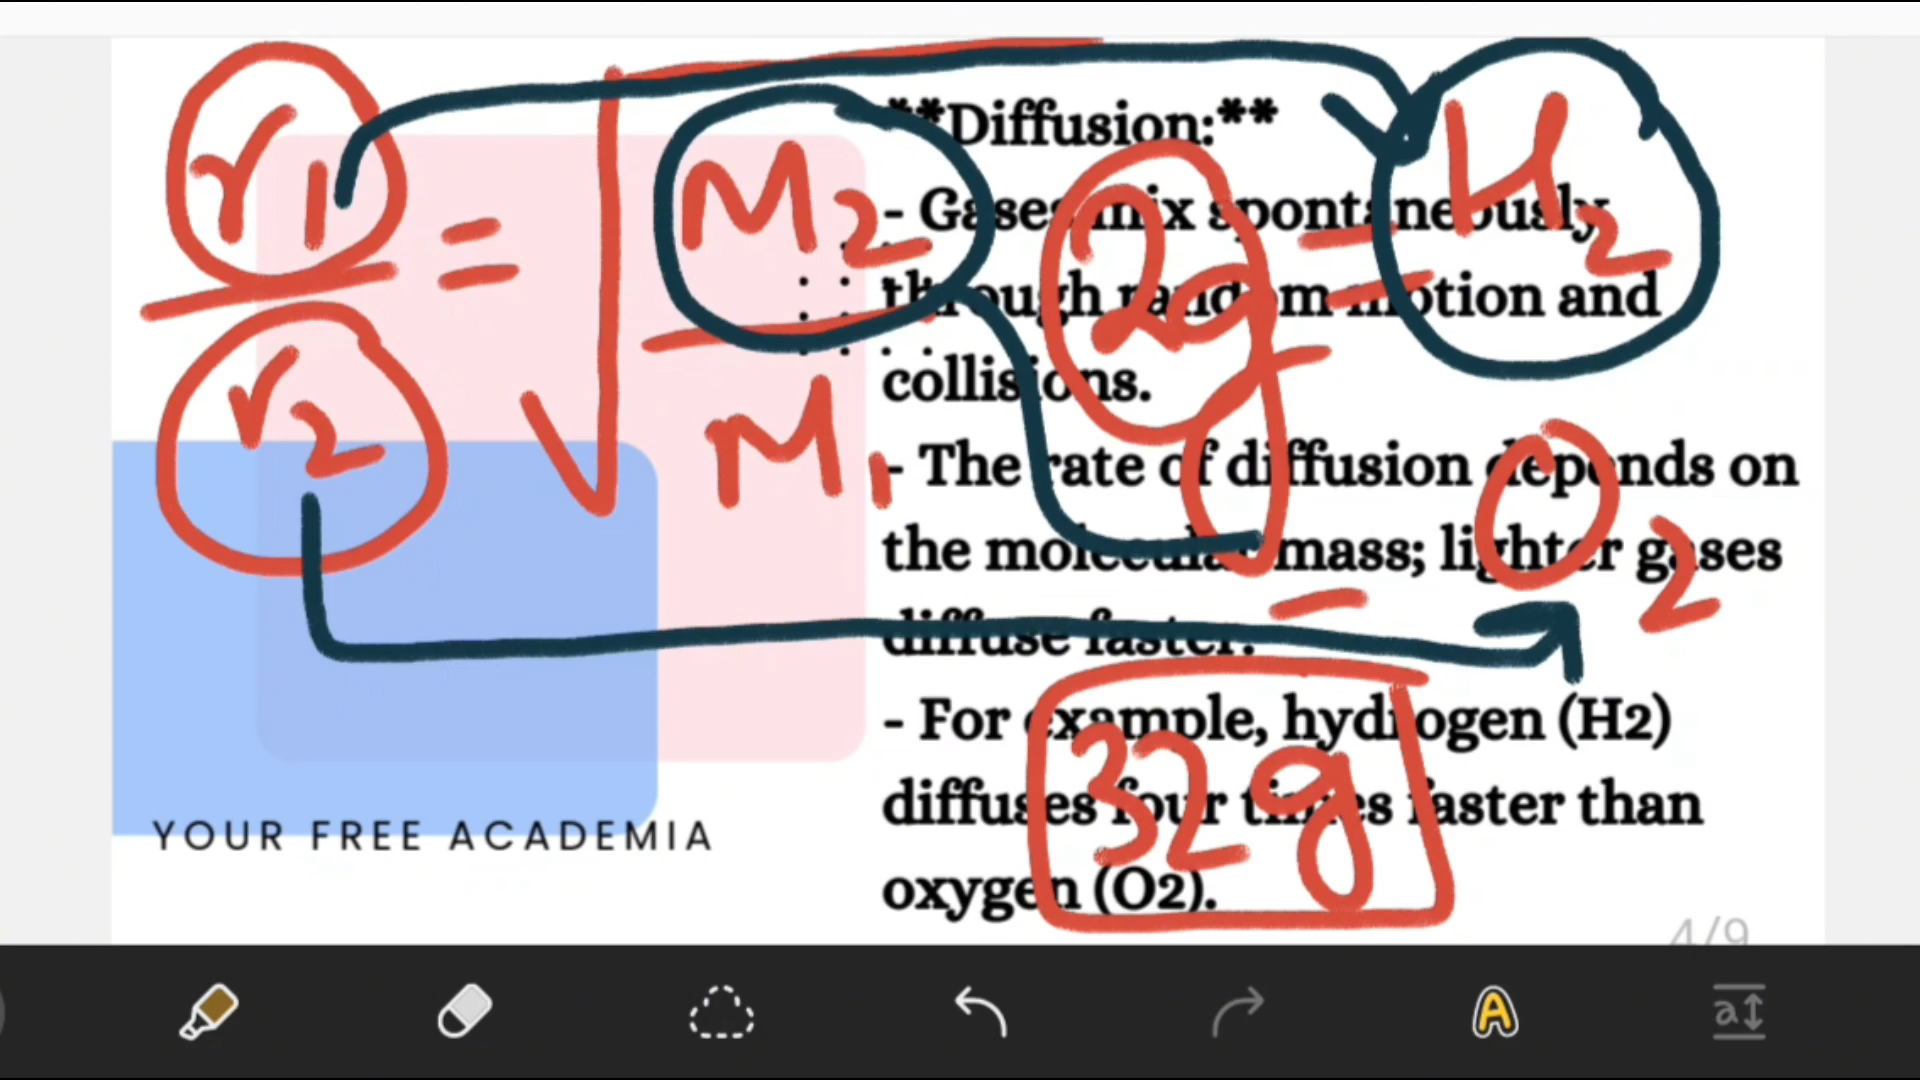 r1
r2
=
√
M2
M1
2g = H2
O2
=
32g
**Diffusion:**
- Gases mix spontaneously
through random motion and
collisions.
- The rate of diffusion depends on
the molecular mass; lighter gases
diffuse faster.
- For example, hydrogen (H2)
diffuses four times faster than
oxygen (O2).
YOUR FREE ACADEMIA
4/9
A
a